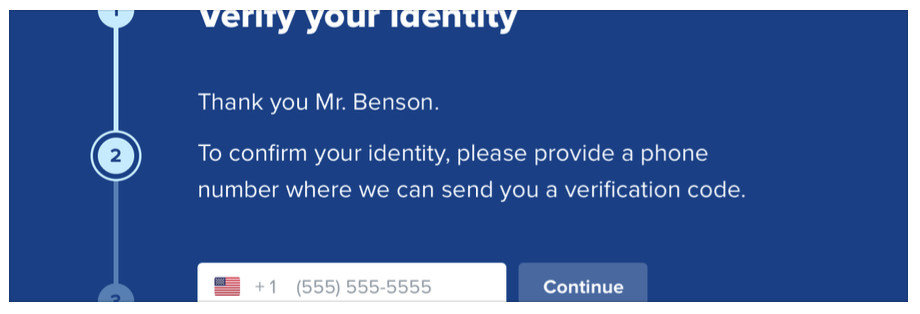 1
Verify your identity
Thank you Mr. Benson.
2
To confirm your identity, please provide a phone
number where we can send you a verification code.
3
+1 (555) 555-5555
Continue